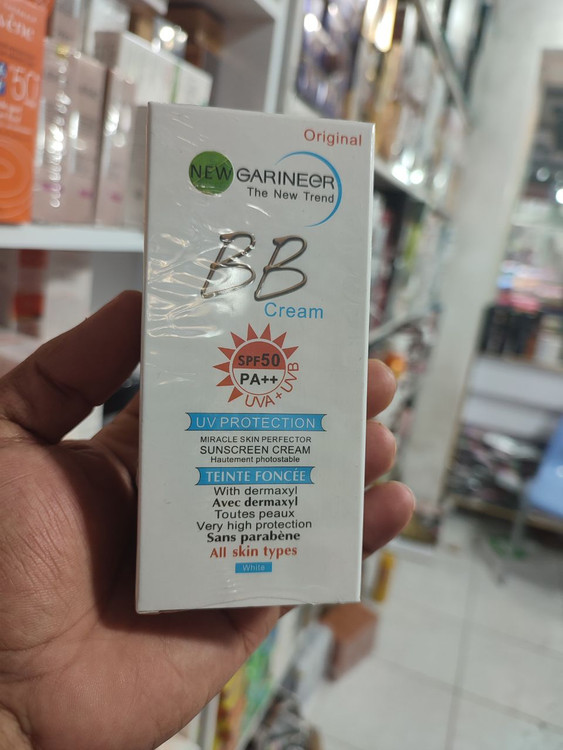 Original
NEW GARINEER
The New Trend
BB
Cream
SPF50
PA++
UVA+UVB
UV PROTECTION
MIRACLE SKIN PERFECTOR
SUNSCREEN CREAM
Hautement photostable
TEINTE FONCÉE
With dermaxyl
Avec dermaxyl
Toutes peaux
Very high protection
Sans parabène
All skin types
White